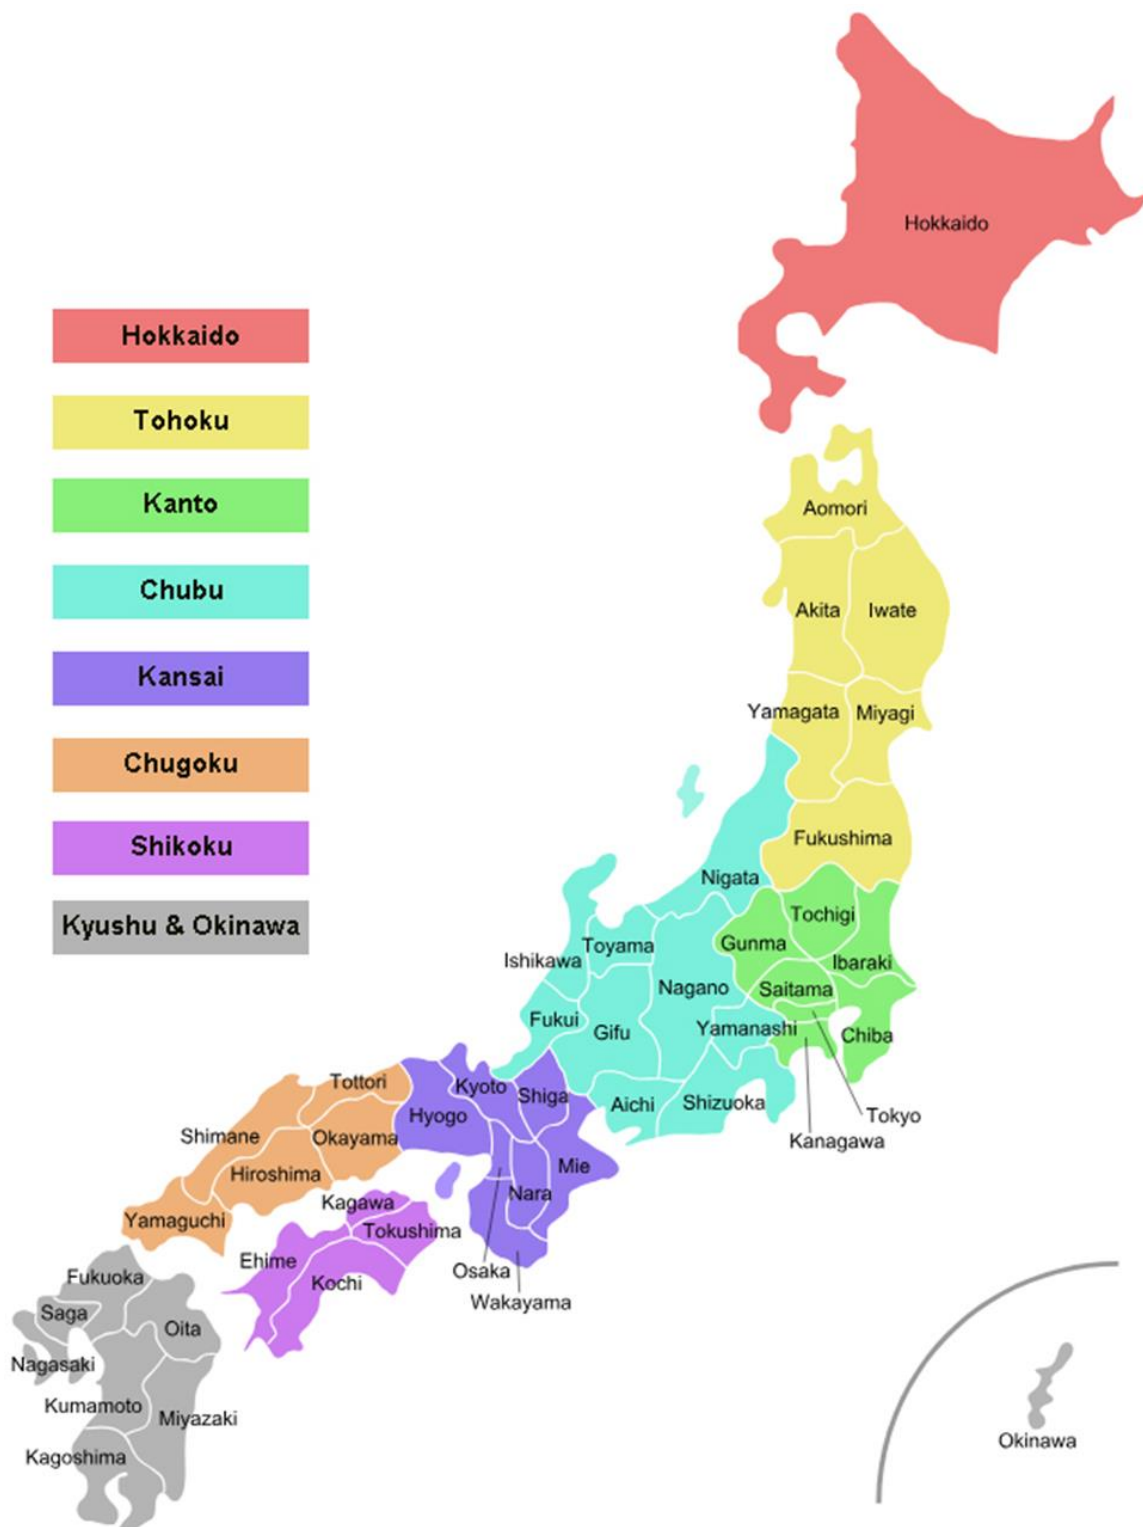 Hokkaido
Hokkaido
Tohoku
Kanto
Chubu
Kansai
Chugoku
Shikoku
Kyushu & Okinawa
Aomori
Akita
Iwate
Yamagata
Miyagi
Fukushima
Nigata
Tochigi
Gunma
Ibaraki
Toyama
Ishikawa
Nagano
Saitama
Fukui
Gifu
Yamanashi
Chiba
Tokyo
Kanagawa
Aichi
Shizuoka
Kyoto
Shiga
Hyogo
Mie
Nara
Osaka
Wakayama
Tottori
Shimane
Okayama
Hiroshima
Yamaguchi
Kagawa
Tokushima
Ehime
Kochi
Fukuoka
Saga
Oita
Nagasaki
Kumamoto
Miyazaki
Kagoshima
Okinawa